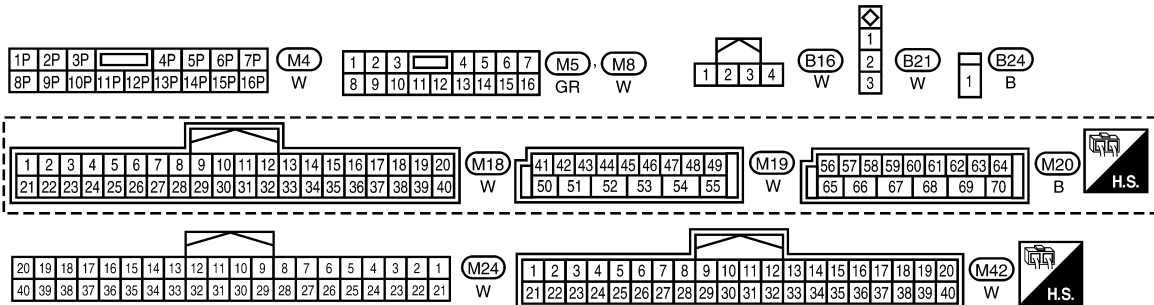 1P 2P 3P 4P 5P 6P 7P
8P 9P 10P 11P 12P 13P 14P 15P 16P
M4
W
1 2 3 4 5 6 7
8 9 10 11 12 13 14 15 16
M5 , M8
GR W
1 2 3 4
B16
W
1
2
3
B21
W
1
B24
B
1 2 3 4 5 6 7 8 9 10 11 12 13 14 15 16 17 18 19 20
21 22 23 24 25 26 27 28 29 30 31 32 33 34 35 36 37 38 39 40
M18
W
41 42 43 44 45 46 47 48 49
50 51 52 53 54 55
M19
W
56 57 58 59 60 61 62 63 64
65 66 67 68 69 70
M20
B
H.S.
20 19 18 17 16 15 14 13 12 11 10 9 8 7 6 5 4 3 2 1
40 39 38 37 36 35 34 33 32 31 30 29 28 27 26 25 24 23 22 21
M24
W
1 2 3 4 5 6 7 8 9 10 11 12 13 14 15 16 17 18 19 20
21 22 23 24 25 26 27 28 29 30 31 32 33 34 35 36 37 38 39 40
M42
W
H.S.